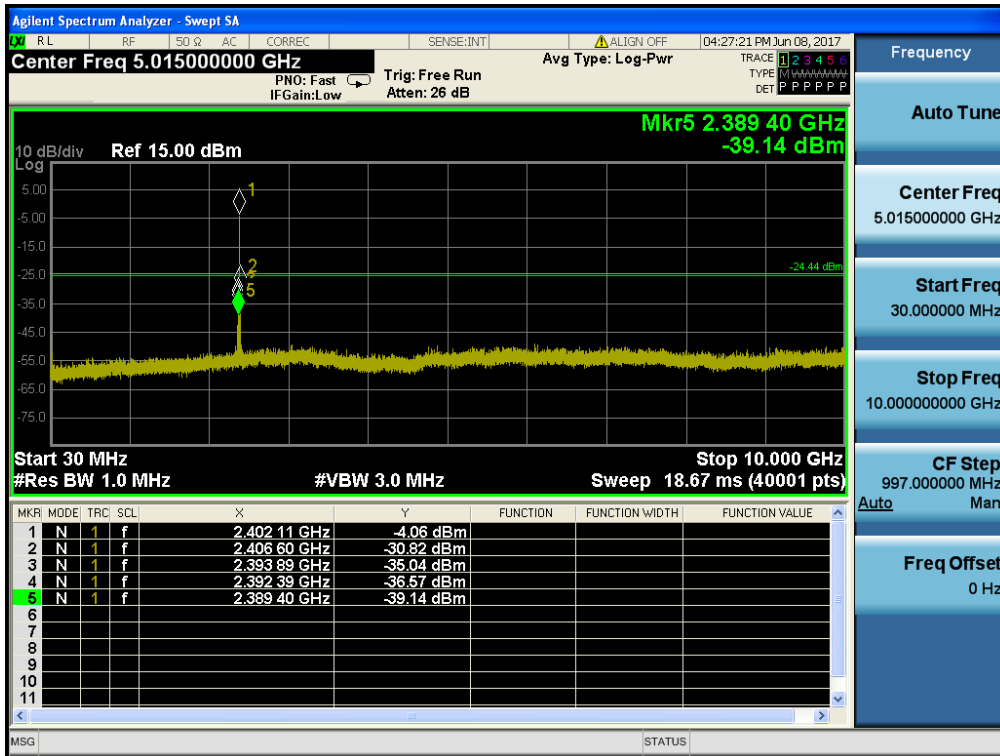 Agilent Spectrum Analyzer - Swept SA
LXI RL RF 50 Ω AC CORREC SENSE:INT ALIGN OFF 04:27:21 PM Jun 08, 2017
Center Freq 5.015000000 GHz
PNO: Fast
IFGain:Low
Trig: Free Run
Atten: 26 dB
Avg Type: Log-Pwr
TRACE 1 2 3 4 5 6
TYPE M
DET P P P P P P
Mkr5 2.389 40 GHz
-39.14 dBm
10 dB/div Ref 15.00 dBm
Log
5.00
-5.00
-15.0
-25.0
-35.0
-45.0
-55.0
-65.0
-75.0
1
2
5
-24.44 dBm
Start 30 MHz Stop 10.000 GHz
#Res BW 1.0 MHz #VBW 3.0 MHz Sweep 18.67 ms (40001 pts)
MKR MODE TRC SCL X Y FUNCTION FUNCTION WIDTH FUNCTION VALUE
1 N 1 f 2.402 11 GHz -4.06 dBm
2 N 1 f 2.406 60 GHz -30.82 dBm
3 N 1 f 2.393 89 GHz -35.04 dBm
4 N 1 f 2.392 39 GHz -36.57 dBm
5 N 1 f 2.389 40 GHz -39.14 dBm
6
7
8
9
10
11
MSG STATUS
Frequency
Auto Tune
Center Freq
5.015000000 GHz
Start Freq
30.000000 MHz
Stop Freq
10.000000000 GHz
CF Step
997.000000 MHz
Auto Man
Freq Offset
0 Hz